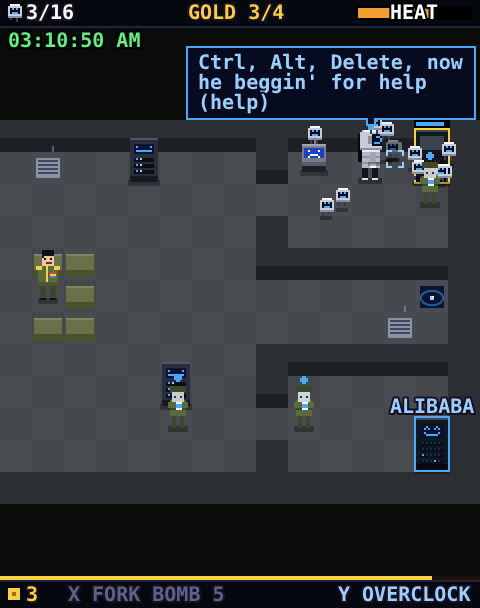 3/16
GOLD 3/4
HEAT
03:10:50 AM
Ctrl, Alt, Delete, now
he beggin' for help
(help)
ALIBABA
3
X FORK BOMB 5
Y OVERCLOCK